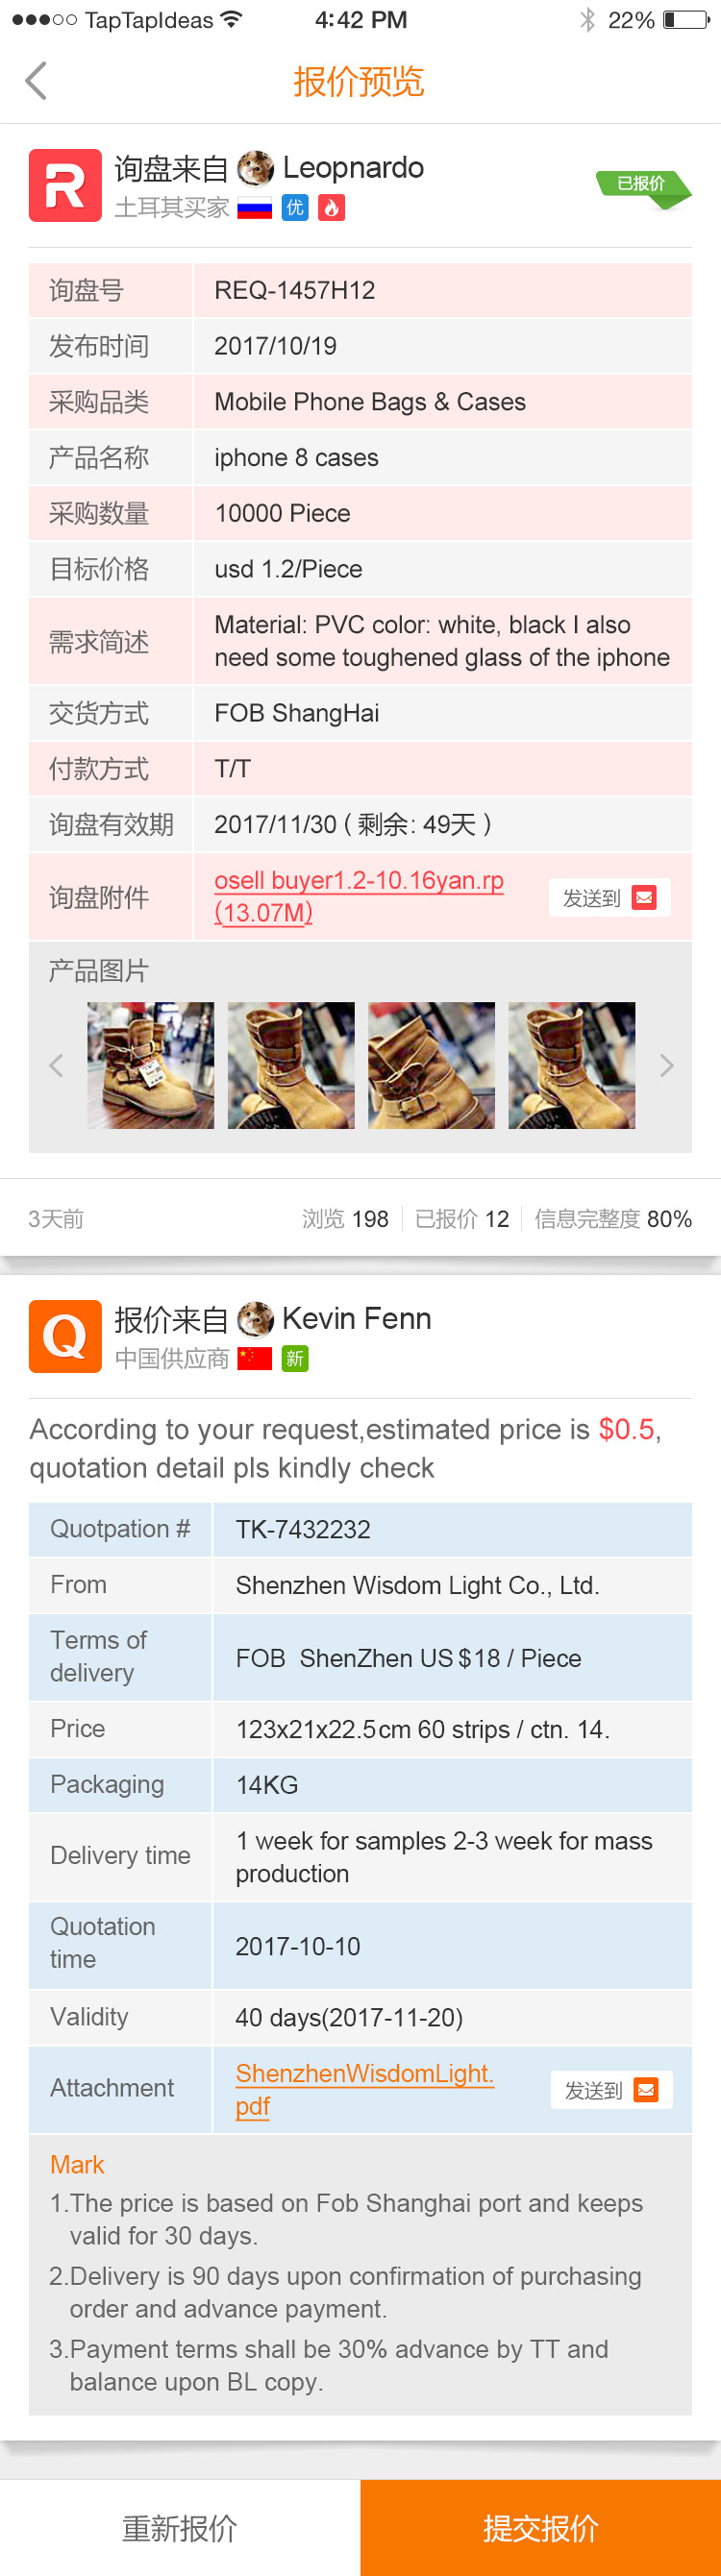 TapTapIdeas 4:42 PM 22%
报价预览
R 询盘来自 Leopnardo
已报价
土耳其买家 优
询盘号 REQ-1457H12
发布时间 2017/10/19
采购品类 Mobile Phone Bags & Cases
产品名称 iphone 8 cases
采购数量 10000 Piece
目标价格 usd 1.2/Piece
需求简述 Material: PVC color: white, black I also
need some toughened glass of the iphone
交货方式 FOB ShangHai
付款方式 T/T
询盘有效期 2017/11/30 ( 剩余: 49天 )
询盘附件 osell buyer1.2-10.16yan.rp
(13.07M)
发送到
产品图片
3天前 浏览 198 已报价 12 信息完整度 80%
Q 报价来自 Kevin Fenn
中国供应商 新
According to your request,estimated price is $0.5,
quotation detail pls kindly check
Quotpation # TK-7432232
From Shenzhen Wisdom Light Co., Ltd.
Terms of
delivery
FOB ShenZhen US$18 / Piece
Price 123x21x22.5cm 60 strips / ctn. 14.
Packaging 14KG
Delivery time 1 week for samples 2-3 week for mass
production
Quotation
time
2017-10-10
Validity 40 days(2017-11-20)
Attachment ShenzhenWisdomLight.
pdf
发送到
Mark
1.The price is based on Fob Shanghai port and keeps
valid for 30 days.
2.Delivery is 90 days upon confirmation of purchasing
order and advance payment.
3.Payment terms shall be 30% advance by TT and
balance upon BL copy.
重新报价 提交报价